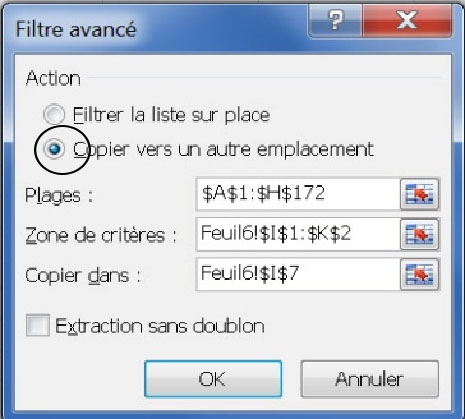 Filtre avancé
Action
Filtrer la liste sur place
Copier vers un autre emplacement
Plages : $A$1:$H$172
Zone de critères : Feuil6!$I$1:$K$2
Copier dans : Feuil6!$I$7
Extraction sans doublon
OK Annuler